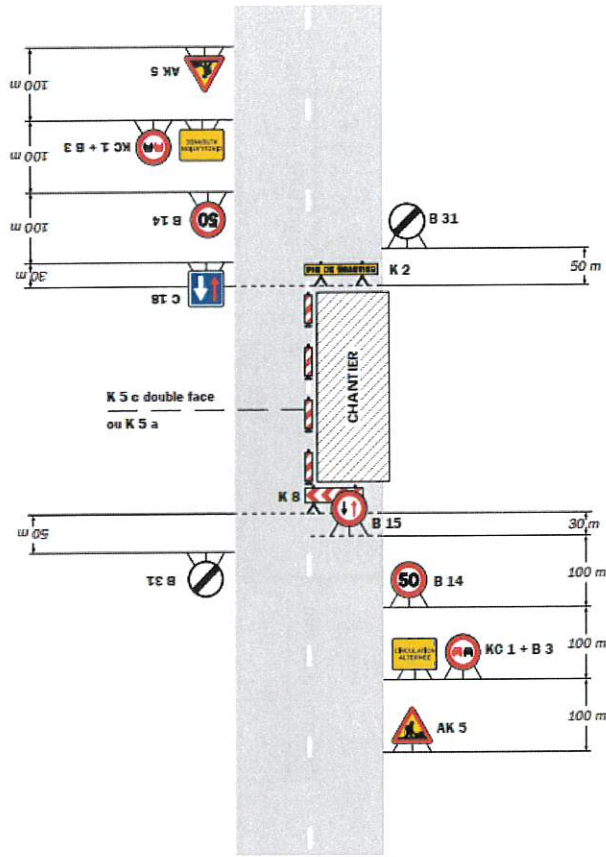 100 m
AK 5
100 m
KC 1 + B 3
CIRCULATION
ALTERNÉE
100 m
B 14
50
30 m
C 18
B 31
50 m
FIN DE CHANTIER
K 2
CHANTIER
K 5 c double face
ou K 5 a
K 8
B 15
30 m
50 m
B 31
100 m
50
B 14
100 m
CIRCULATION
ALTERNÉE
KC 1 + B 3
100 m
AK 5